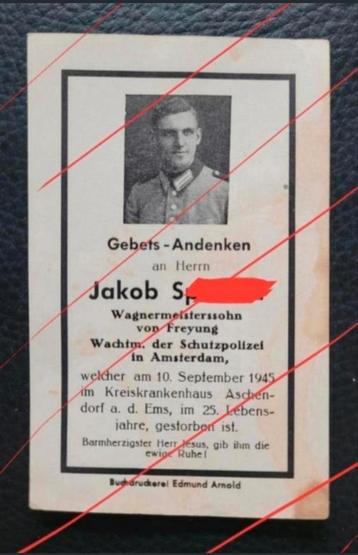 Gebets-Andenken
an Herrn
Jakob
Wagnermeisterssohn
von Freyung
Wachtm. der Schutzpolizei
in Amsterdam,
welcher am 10. September 1945
im Kreiskrankenhaus Aschen-
dorf a. d. Ems, im 25. Lebens-
jahre, gestorben ist.
Barmherzigster Herr Jesus, gib ihm die
ewige Ruhe!
Buchdruckerei Edmund Arnold